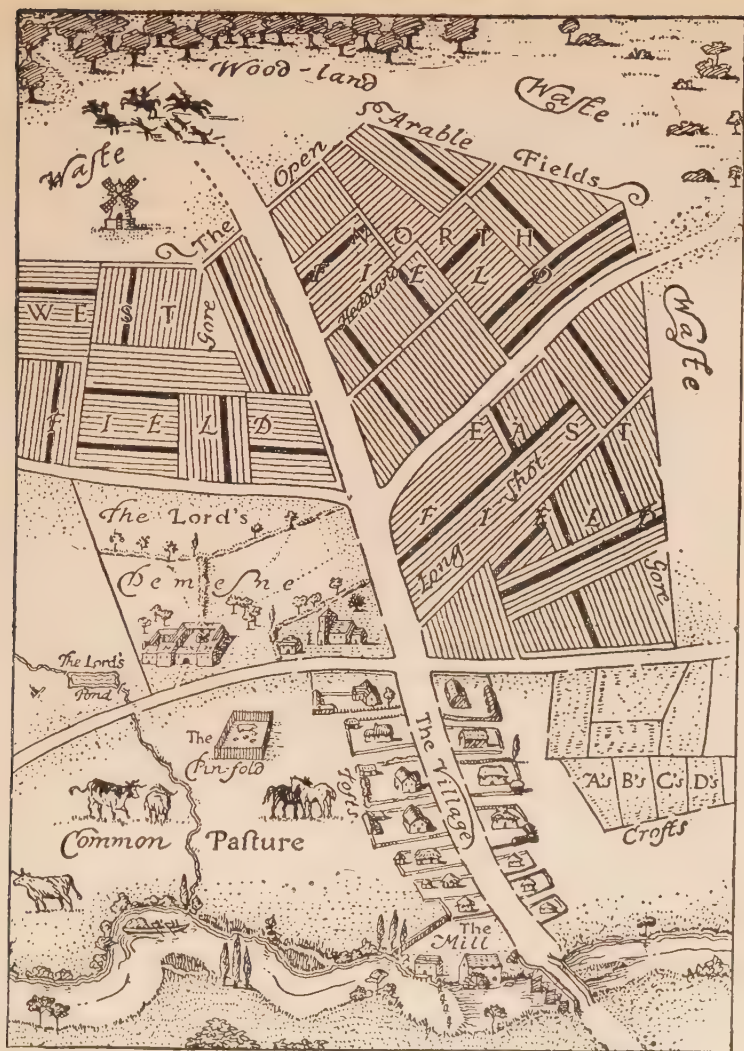 Wood-land
Waſte
Waſte
The Open Arable Fields
NORTH
FIELD
Headland
WEST
FIELD
Gore
Waſte
EAST
FIELD
Long Shot
Gore
The Lord's
Demeſne
The Lord's
Pond
The
Pin-fold
Tofts
The Village
A's B's C's D's
Crofts
Common Paſture
The
Mill